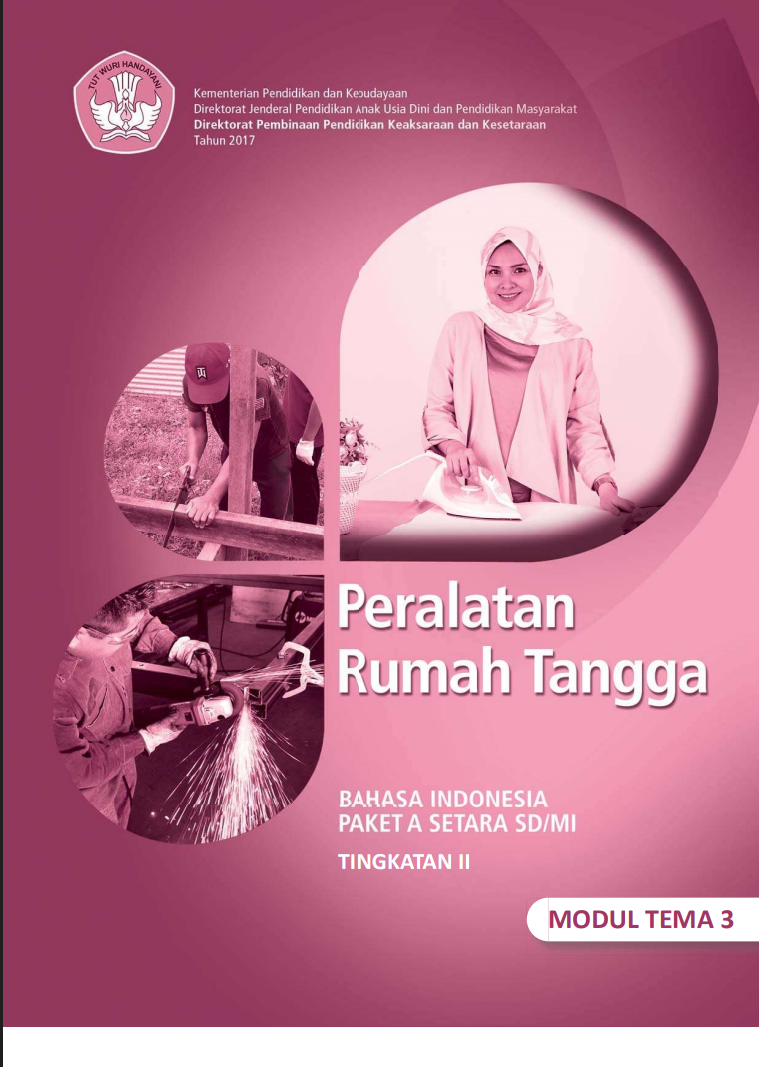 TUT WURI HANDAYANI
Kementerian Pendidikan dan Kebudayaan
Direktorat Jenderal Pendidikan Anak Usia Dini dan Pendidikan Masyarakat
Direktorat Pembinaan Pendidikan Keaksaraan dan Kesetaraan
Tahun 2017
Peralatan
Rumah Tangga
BAHASA INDONESIA
PAKET A SETARA SD/MI
TINGKATAN II
MODUL TEMA 3